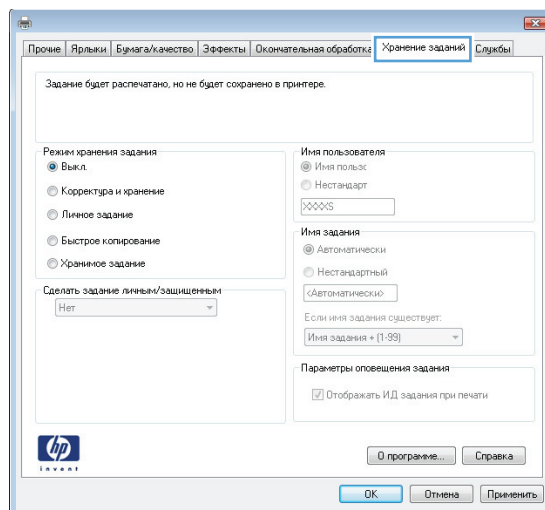 Прочие Ярлыки Бумага/качество Эффекты Окончательная обработка Хранение заданий Службы
Задание будет распечатано, но не будет сохранено в принтере.
Режим хранения задания
Выкл.
Корректура и хранение
Личное задание
Быстрое копирование
Хранимое задание
Сделать задание личным/защищенным
Нет
Имя пользователя
Имя пользс
Нестандарт
XXXXS
Имя задания
Автоматически
Нестандартный
<Автоматически>
Если имя задания существует:
Имя задания + (1-99)
Параметры оповещения задания
Отображать ИД задания при печати
hp
invent
О программе... Справка
OK Отмена Применить